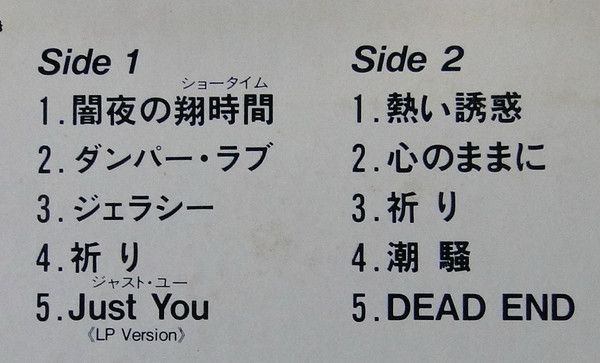 Side 1
ショータイム
1.闇夜の翔時間
2.ダンパー・ラブ
3.ジェラシー
4.祈り
ジャスト・ユー
5.Just You
《LP Version》
Side 2
1.熱い誘惑
2.心のままに
3.祈り
4.潮騒
5.DEAD END